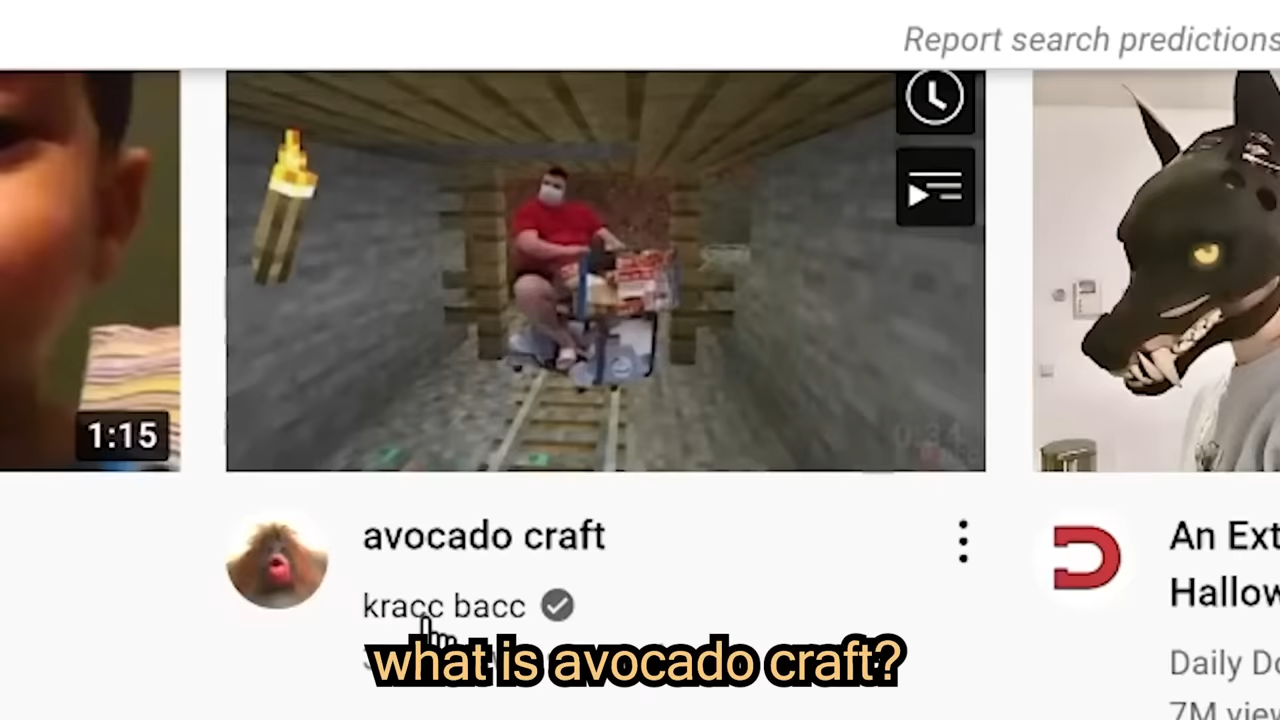 Report search predictions
1:15
avocado craft
kracc bacc
An Ext
Hallow
what is avocado craft?
Daily Do
7M view